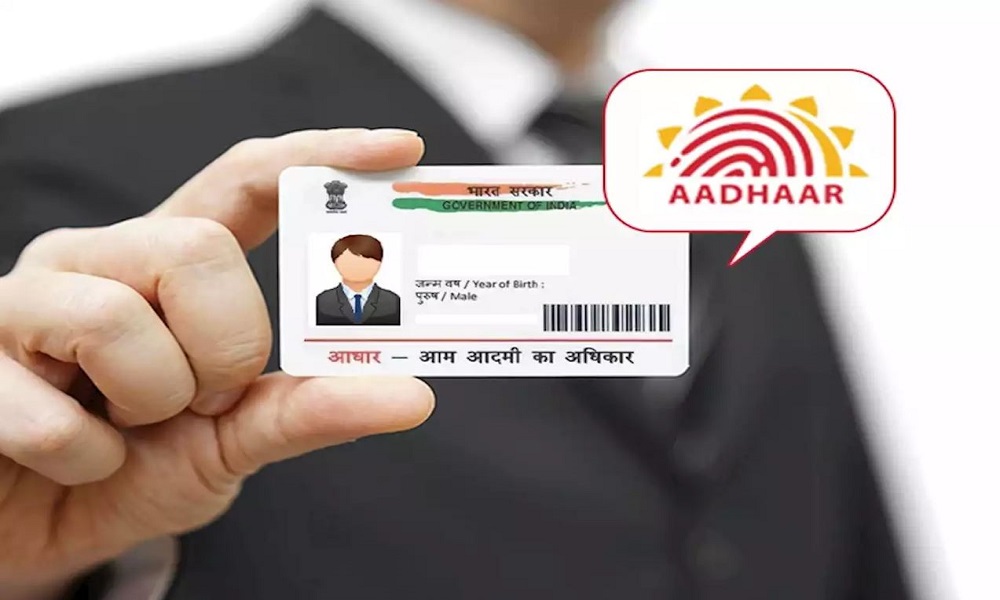 भारत सरकार
GOVERNMENT OF INDIA
AADHAAR
जन्म वर्ष / Year of Birth :
पुरुष / Male
आधार – आम आदमी का अधिकार